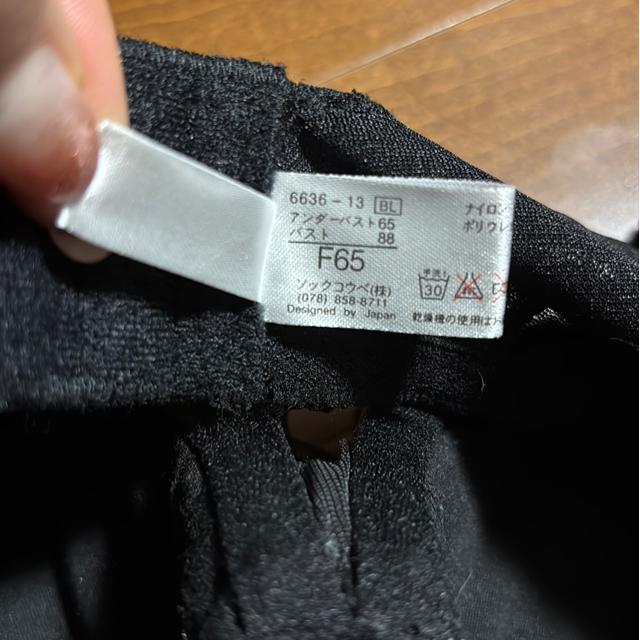 6636-13 BL
アンダーバスト65
バスト 88
F65
ソックコウベ(株)
(078) 858-8711
Designed by Japan
ナイロン
ポリウレ
手洗イ
30
乾燥機の使用は